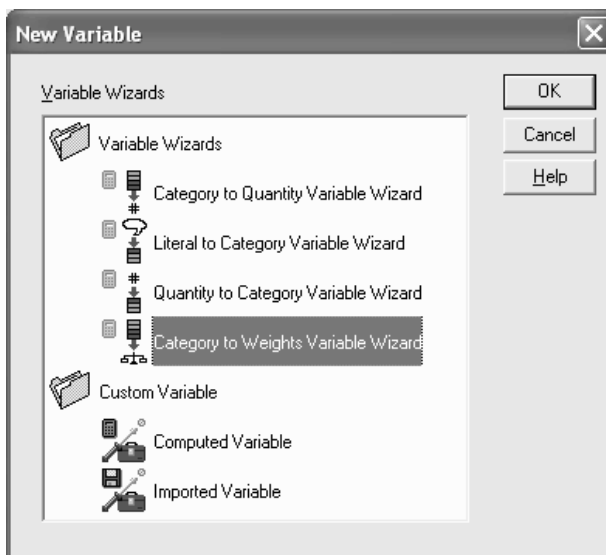 New Variable
Variable Wizards
OK
Variable Wizards
Cancel
Category to Quantity Variable Wizard
Help
Literal to Category Variable Wizard
Quantity to Category Variable Wizard
Category to Weights Variable Wizard
Custom Variable
Computed Variable
Imported Variable